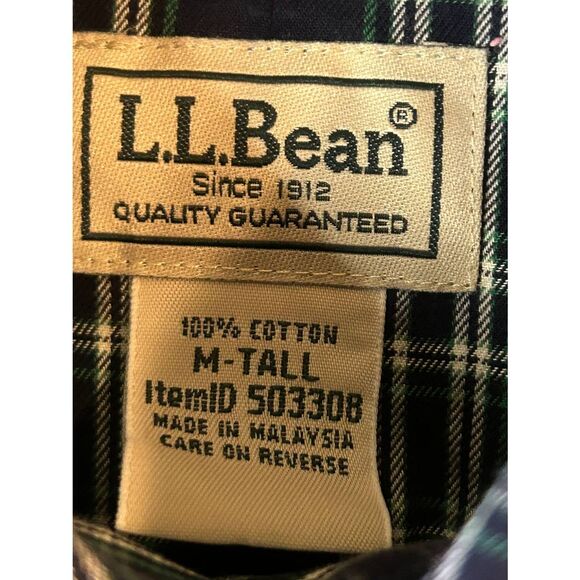 L.L.Bean®
Since 1912
QUALITY GUARANTEED
100% COTTON
M-TALL
ItemID 503308
MADE IN MALAYSIA
CARE ON REVERSE